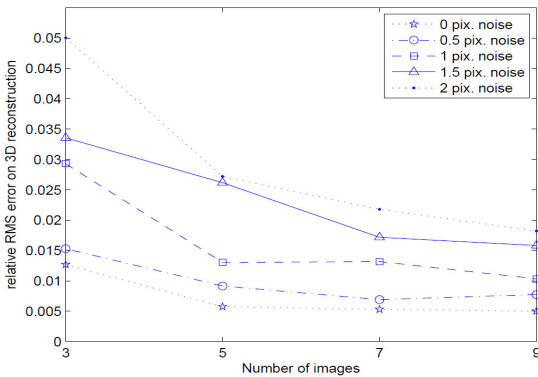 0.05
0.045
0.04
0.035
0.03
0.025
0.02
0.015
0.01
0.005
0
relative RMS error on 3D reconstruction
0 pix. noise
0.5 pix. noise
1 pix. noise
1.5 pix. noise
2 pix. noise
3
5
7
9
Number of images